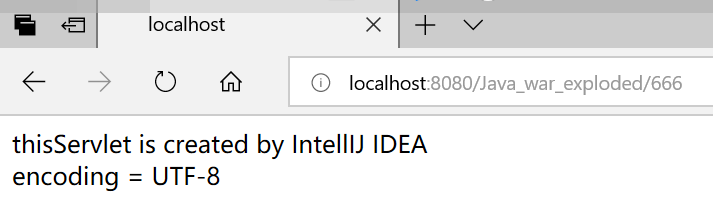 localhost
localhost:8080/Java_war_exploded/666
thisServlet is created by IntellIJ IDEA
encoding = UTF-8